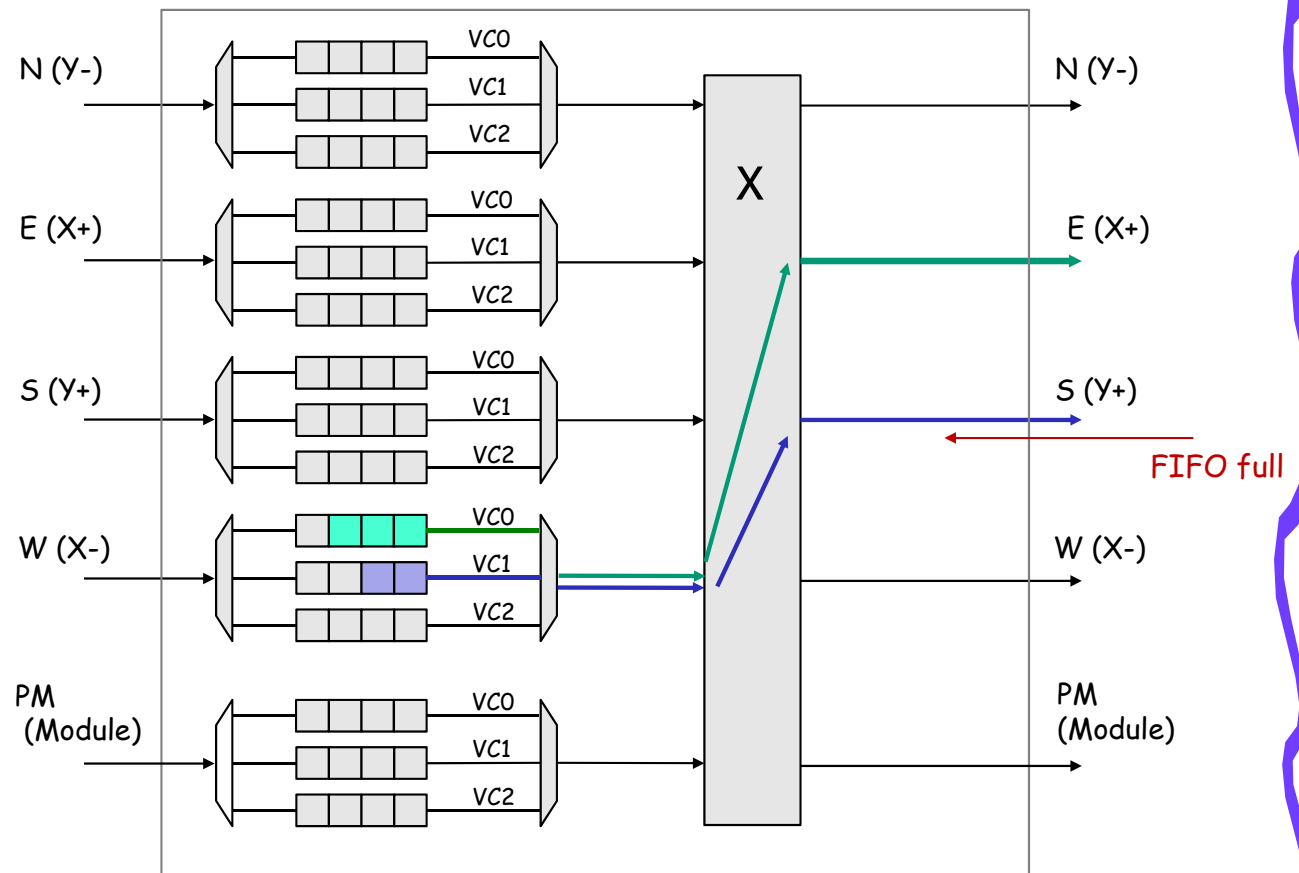 VC0
N (Y-)
VC1
VC2
N (Y-)
X
VC0
E (X+)
VC1
VC2
E (X+)
VC0
S (Y+)
VC1
VC2
S (Y+)
FIFO full
VC0
W (X-)
VC1
VC2
W (X-)
PM
(Module)
VC0
VC1
VC2
PM
(Module)